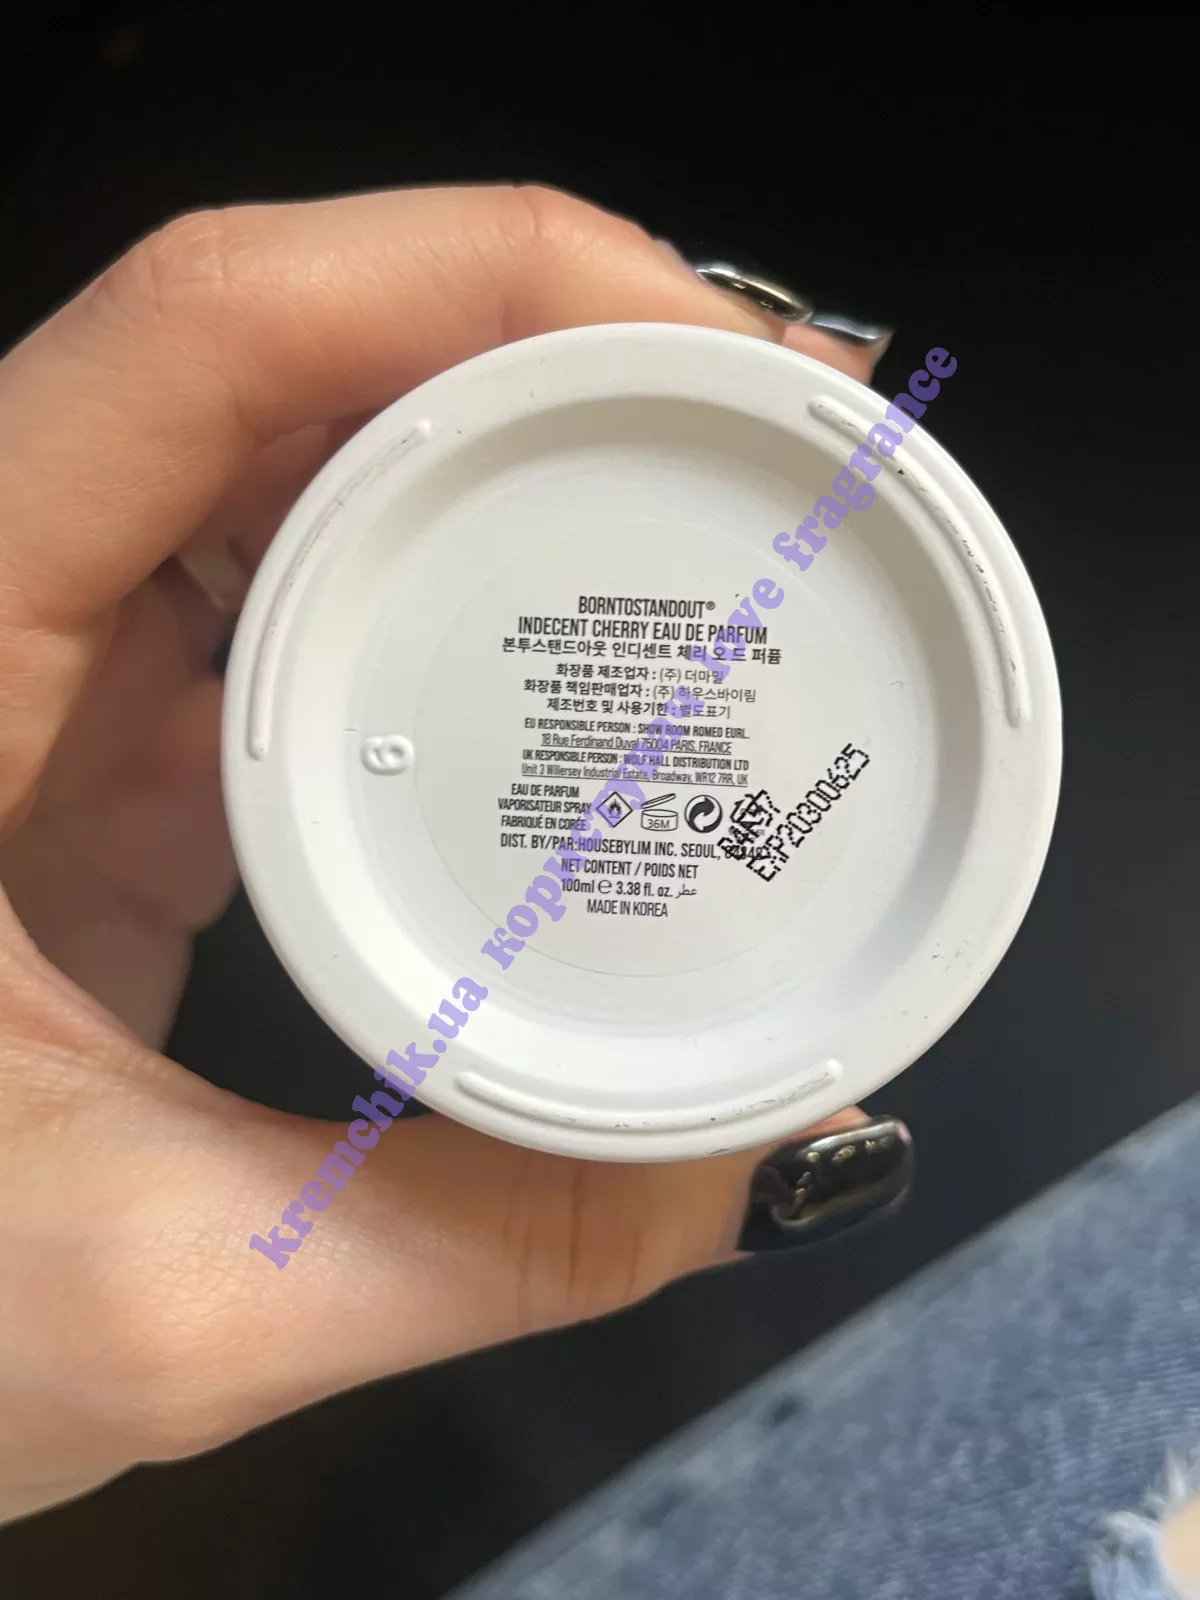 BORNTOSTANDOUT®
INDECENT CHERRY EAU DE PARFUM
본투스탠드아웃 인디센트 체리 오 드 퍼퓸
화장품 제조업자 : (주) 더마밀
화장품 책임판매업자 : (주) 하우스바이림
제조번호 및 사용기한 : 별도표기
EU RESPONSIBLE PERSON : SHOW ROOM ROMEO EURL.
18 Rue Ferdinand Duval 75004 PARIS, FRANCE
UK RESPONSIBLE PERSON : WOLF HALL DISTRIBUTION LTD
Unit 3 Willersey Industrial Estate, Broadway, WR12 7RR, UK
EAU DE PARFUM
VAPORISATEUR SPRAY
FABRIQUÉ EN CORÉE
36M
DIST. BY/PAR:HOUSEBYLIM INC. SEOUL,
NET CONTENT / POIDS NET
100ml e 3.38 fl. oz. عطر
MADE IN KOREA
EXP20300625
6
kremchik.ua користувач love fragrance